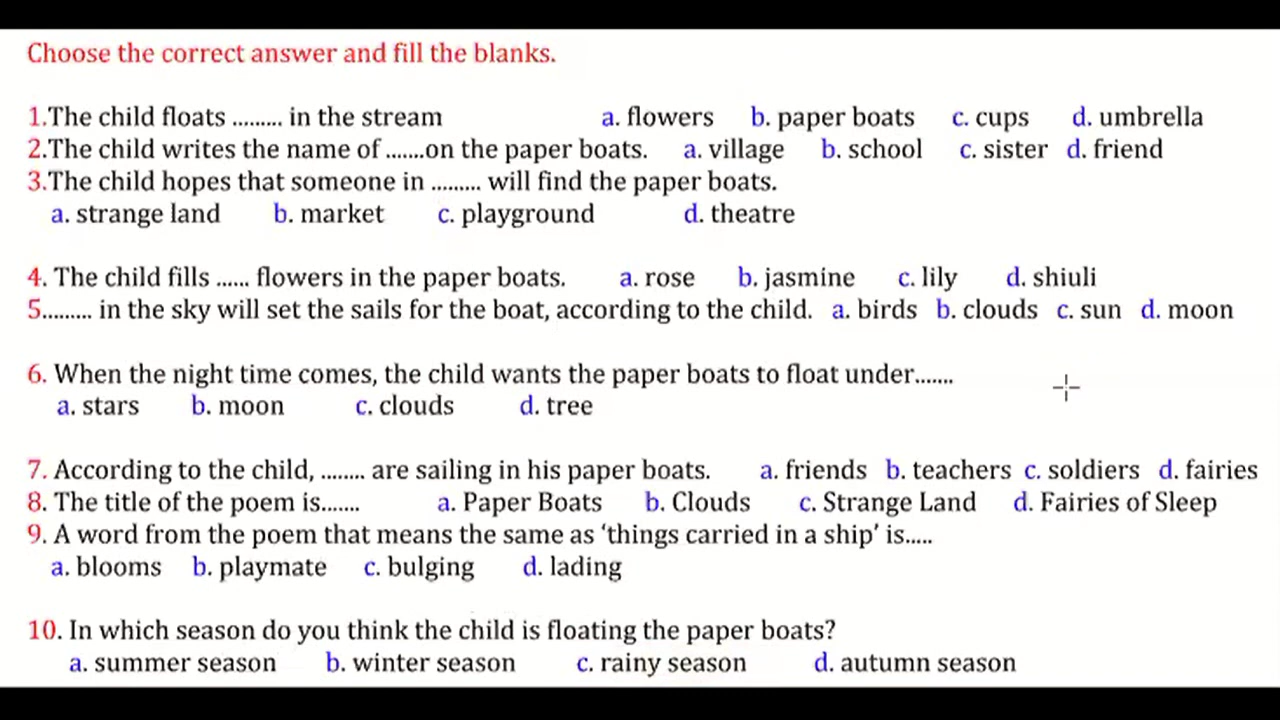 Choose the correct answer and fill the blanks.
1.The child floats ......... in the stream a. flowers b. paper boats c. cups d. umbrella
2.The child writes the name of .......on the paper boats. a. village b. school c. sister d. friend
3.The child hopes that someone in ......... will find the paper boats.
a. strange land b. market c. playground d. theatre
4. The child fills ...... flowers in the paper boats. a. rose b. jasmine c. lily d. shiuli
5......... in the sky will set the sails for the boat, according to the child. a. birds b. clouds c. sun d. moon
6. When the night time comes, the child wants the paper boats to float under.......
a. stars b. moon c. clouds d. tree
7. According to the child, ........ are sailing in his paper boats. a. friends b. teachers c. soldiers d. fairies
8. The title of the poem is....... a. Paper Boats b. Clouds c. Strange Land d. Fairies of Sleep
9. A word from the poem that means the same as ‘things carried in a ship’ is.....
a. blooms b. playmate c. bulging d. lading
10. In which season do you think the child is floating the paper boats?
a. summer season b. winter season c. rainy season d. autumn season